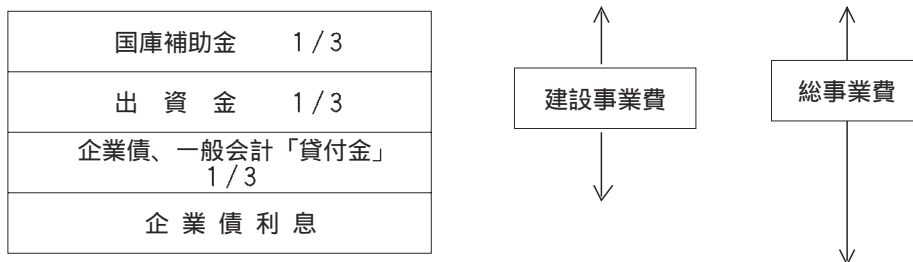 国庫補助金 1/3
出資金 1/3
企業債、一般会計「貸付金」
1/3
企業債利息
建設事業費
総事業費